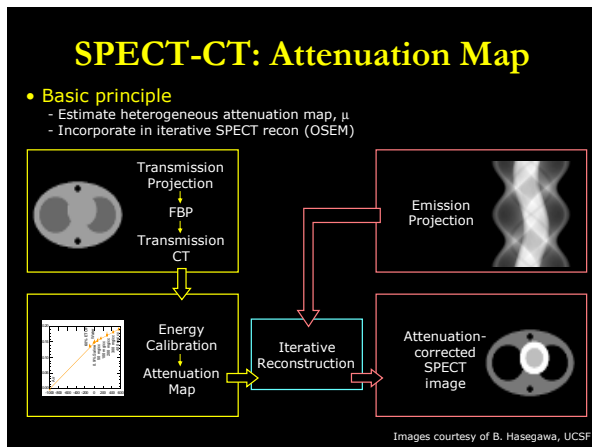 SPECT-CT: Attenuation Map
• Basic principle
- Estimate heterogeneous attenuation map, μ
- Incorporate in iterative SPECT recon (OSEM)
Transmission
Projection
FBP
Transmission
CT
Emission
Projection
Energy
Calibration
Attenuation
Map
Iterative
Reconstruction
Attenuation-
corrected
SPECT
image
Images courtesy of B. Hasegawa, UCSF